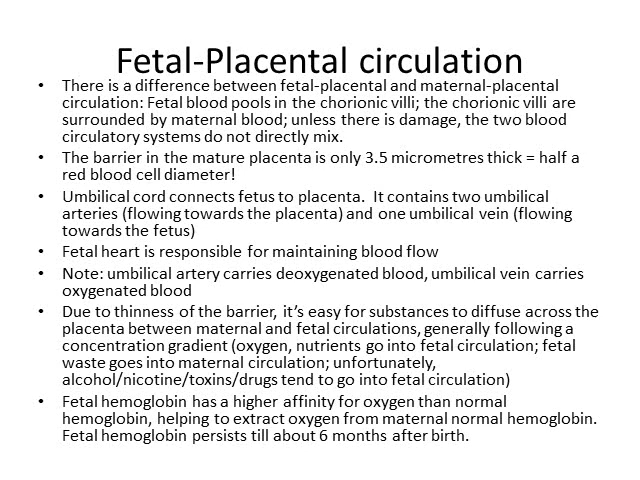 Fetal-Placental circulation
• There is a difference between fetal-placental and maternal-placental
circulation: Fetal blood pools in the chorionic villi; the chorionic villi are
surrounded by maternal blood; unless there is damage, the two blood
circulatory systems do not directly mix.
• The barrier in the mature placenta is only 3.5 micrometres thick = half a
red blood cell diameter!
• Umbilical cord connects fetus to placenta.  It contains two umbilical
arteries (flowing towards the placenta) and one umbilical vein (flowing
towards the fetus)
• Fetal heart is responsible for maintaining blood flow
• Note: umbilical artery carries deoxygenated blood, umbilical vein carries
oxygenated blood
• Due to thinness of the barrier, it’s easy for substances to diffuse across the
placenta between maternal and fetal circulations, generally following a
concentration gradient (oxygen, nutrients go into fetal circulation; fetal
waste goes into maternal circulation; unfortunately,
alcohol/nicotine/toxins/drugs tend to go into fetal circulation)
• Fetal hemoglobin has a higher affinity for oxygen than normal
hemoglobin, helping to extract oxygen from maternal normal hemoglobin.
Fetal hemoglobin persists till about 6 months after birth.